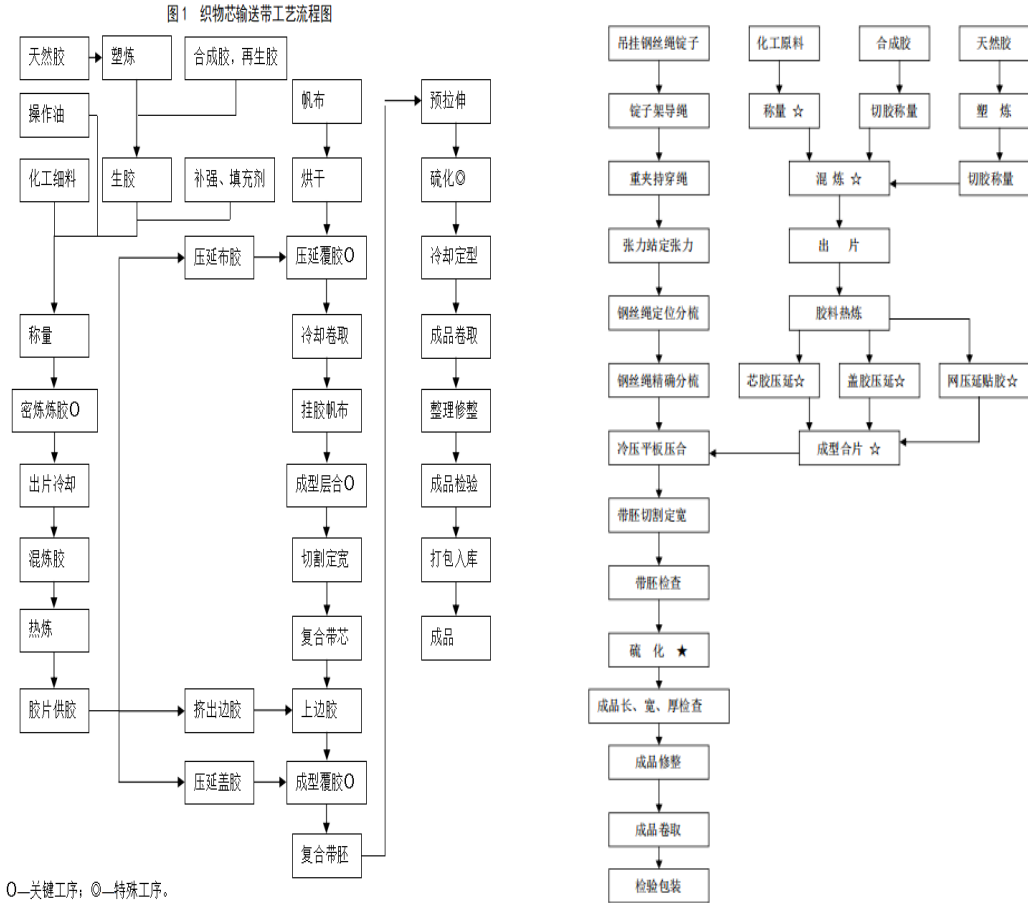 图1 织物芯输送带工艺流程图
天然胶
塑炼
合成胶，再生胶
操作油
化工细料
生胶
补强、填充剂
称量
密炼炼胶O
出片冷却
混炼胶
热炼
胶片供胶
压延布胶
挤出边胶
压延盖胶
帆布
烘干
压延覆胶O
冷却卷取
挂胶帆布
成型层合O
切割定宽
复合带芯
上边胶
成型覆胶O
复合带胚
预拉伸
硫化◎
冷却定型
成品卷取
整理修整
成品检验
打包入库
成品
O—关键工序；◎—特殊工序。
吊挂钢丝绳锭子
锭子架导绳
重夹持穿绳
张力站定张力
钢丝绳定位分梳
钢丝绳精确分梳
冷压平板压合
带胚切割定宽
带胚检查
硫 化 ★
成品长、宽、厚检查
成品修整
成品卷取
检验包装
化工原料
合成胶
天然胶
称量 ☆
切胶称量
塑 炼
混 炼 ☆
切胶称量
出 片
胶料热炼
芯胶压延☆
盖胶压延☆
网压延贴胶☆
成型合片 ☆